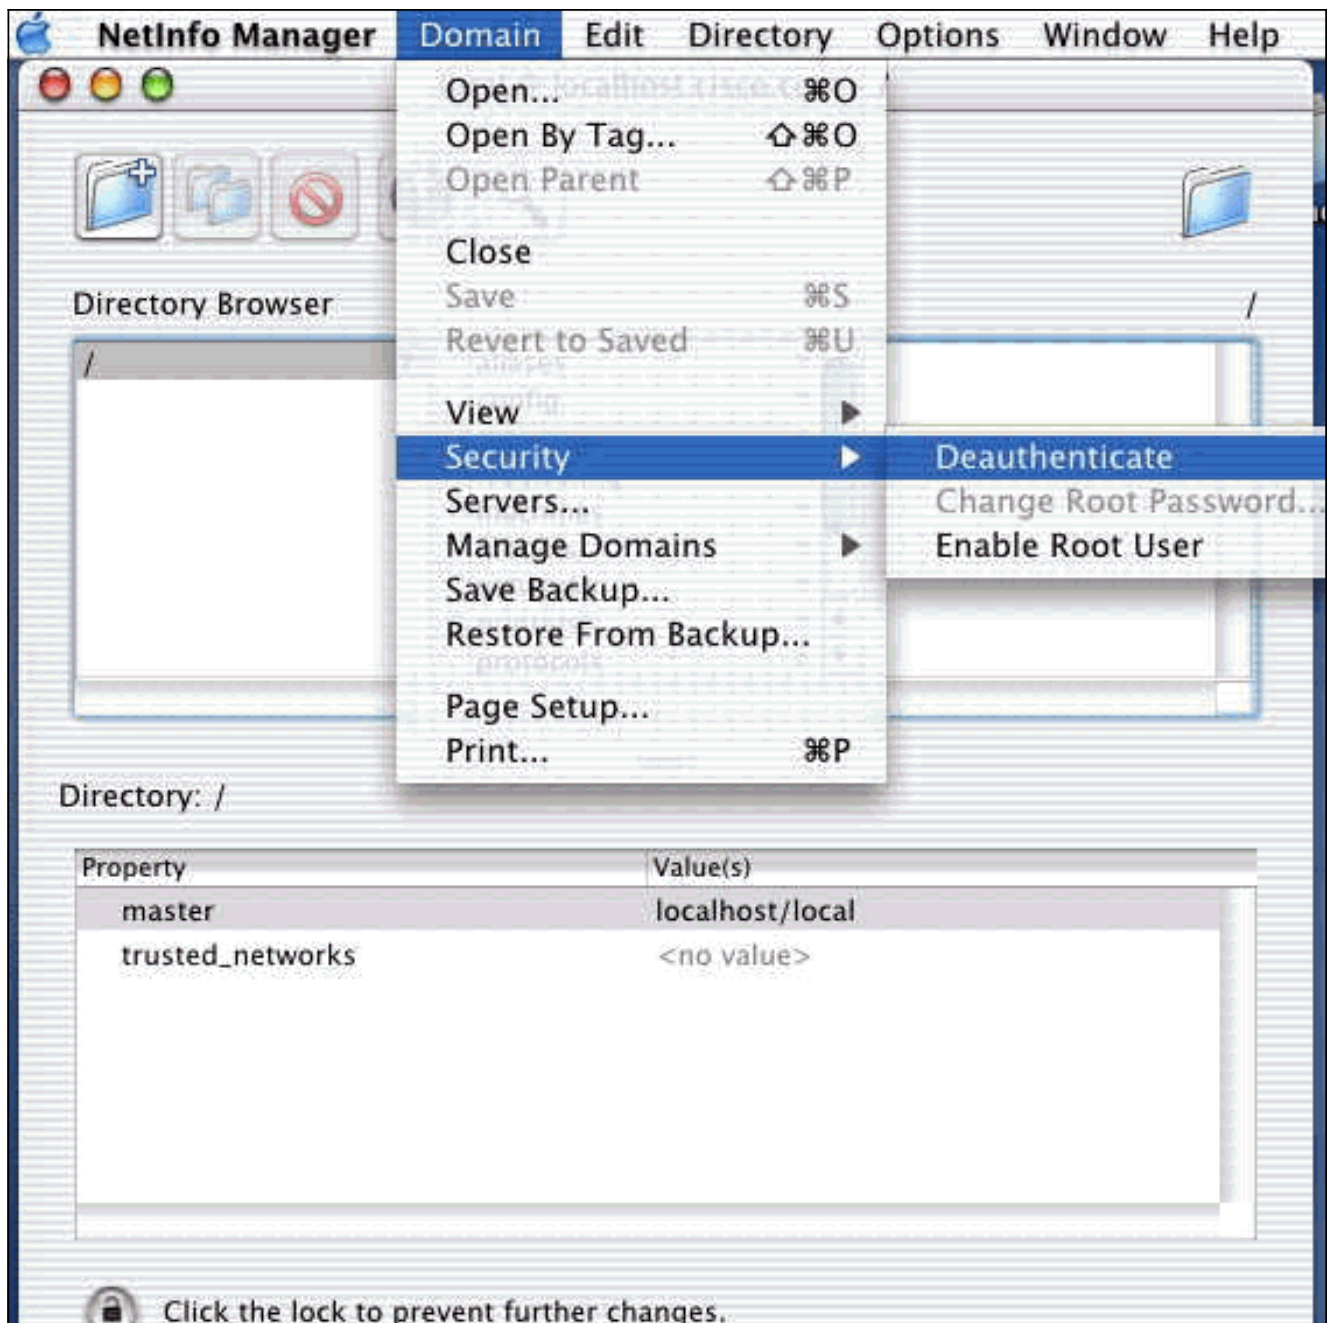 NetInfo Manager Domain Edit Directory Options Window Help
Open... ⌘O
Open By Tag... ⇧⌘O
Open Parent ⇧⌘P
Close
Save ⌘S
Revert to Saved ⌘U
View
Security
Servers...
Manage Domains
Save Backup...
Restore From Backup...
Page Setup...
Print... ⌘P
Deauthenticate
Change Root Password...
Enable Root User
Directory Browser /
/
config
protocols
Directory: /
Property Value(s)
master localhost/local
trusted_networks <no value>
Click the lock to prevent further changes.